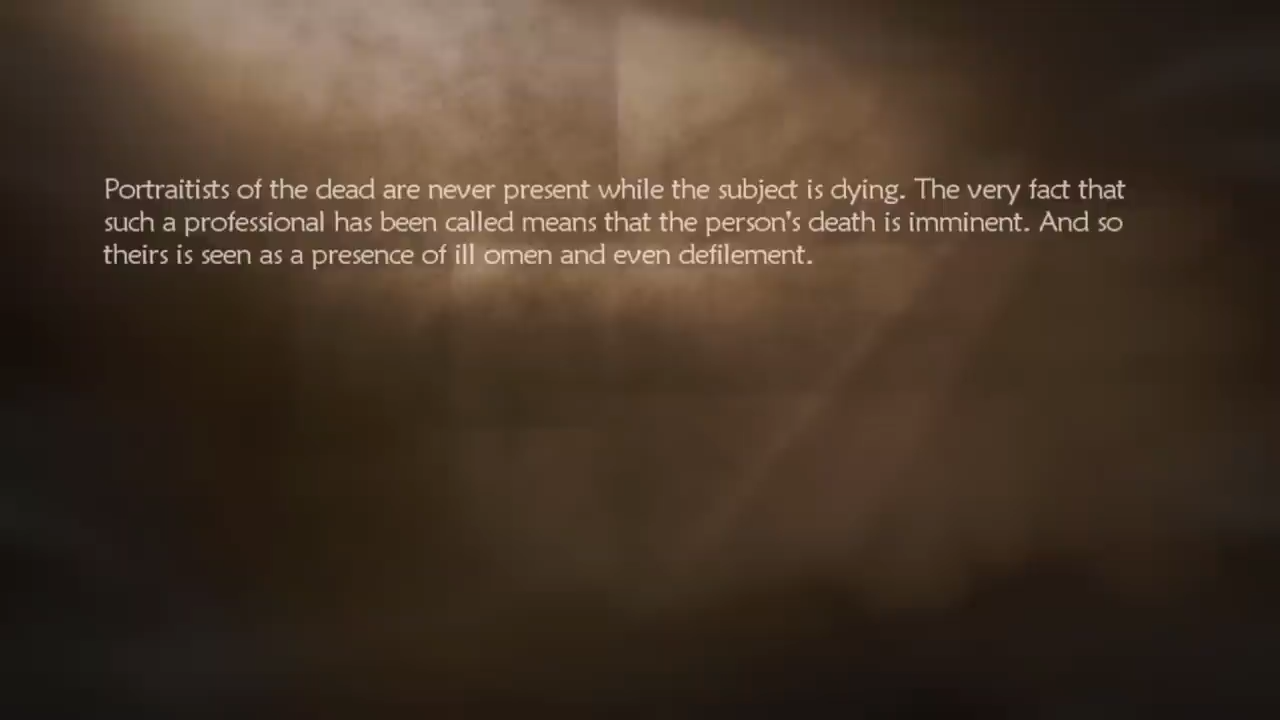 Portraitists of the dead are never present while the subject is dying. The very fact that
such a professional has been called means that the person's death is imminent. And so
theirs is seen as a presence of ill omen and even defilement.